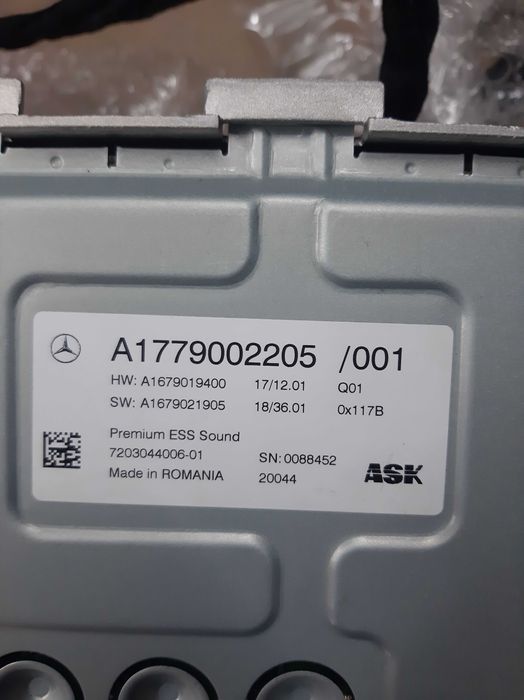 A1779002205 /001
HW: A1679019400 17/12.01 Q01
SW: A1679021905 18/36.01 0x117B
Premium ESS Sound
7203044006-01 SN:0088452
Made in ROMANIA 20044 ASK